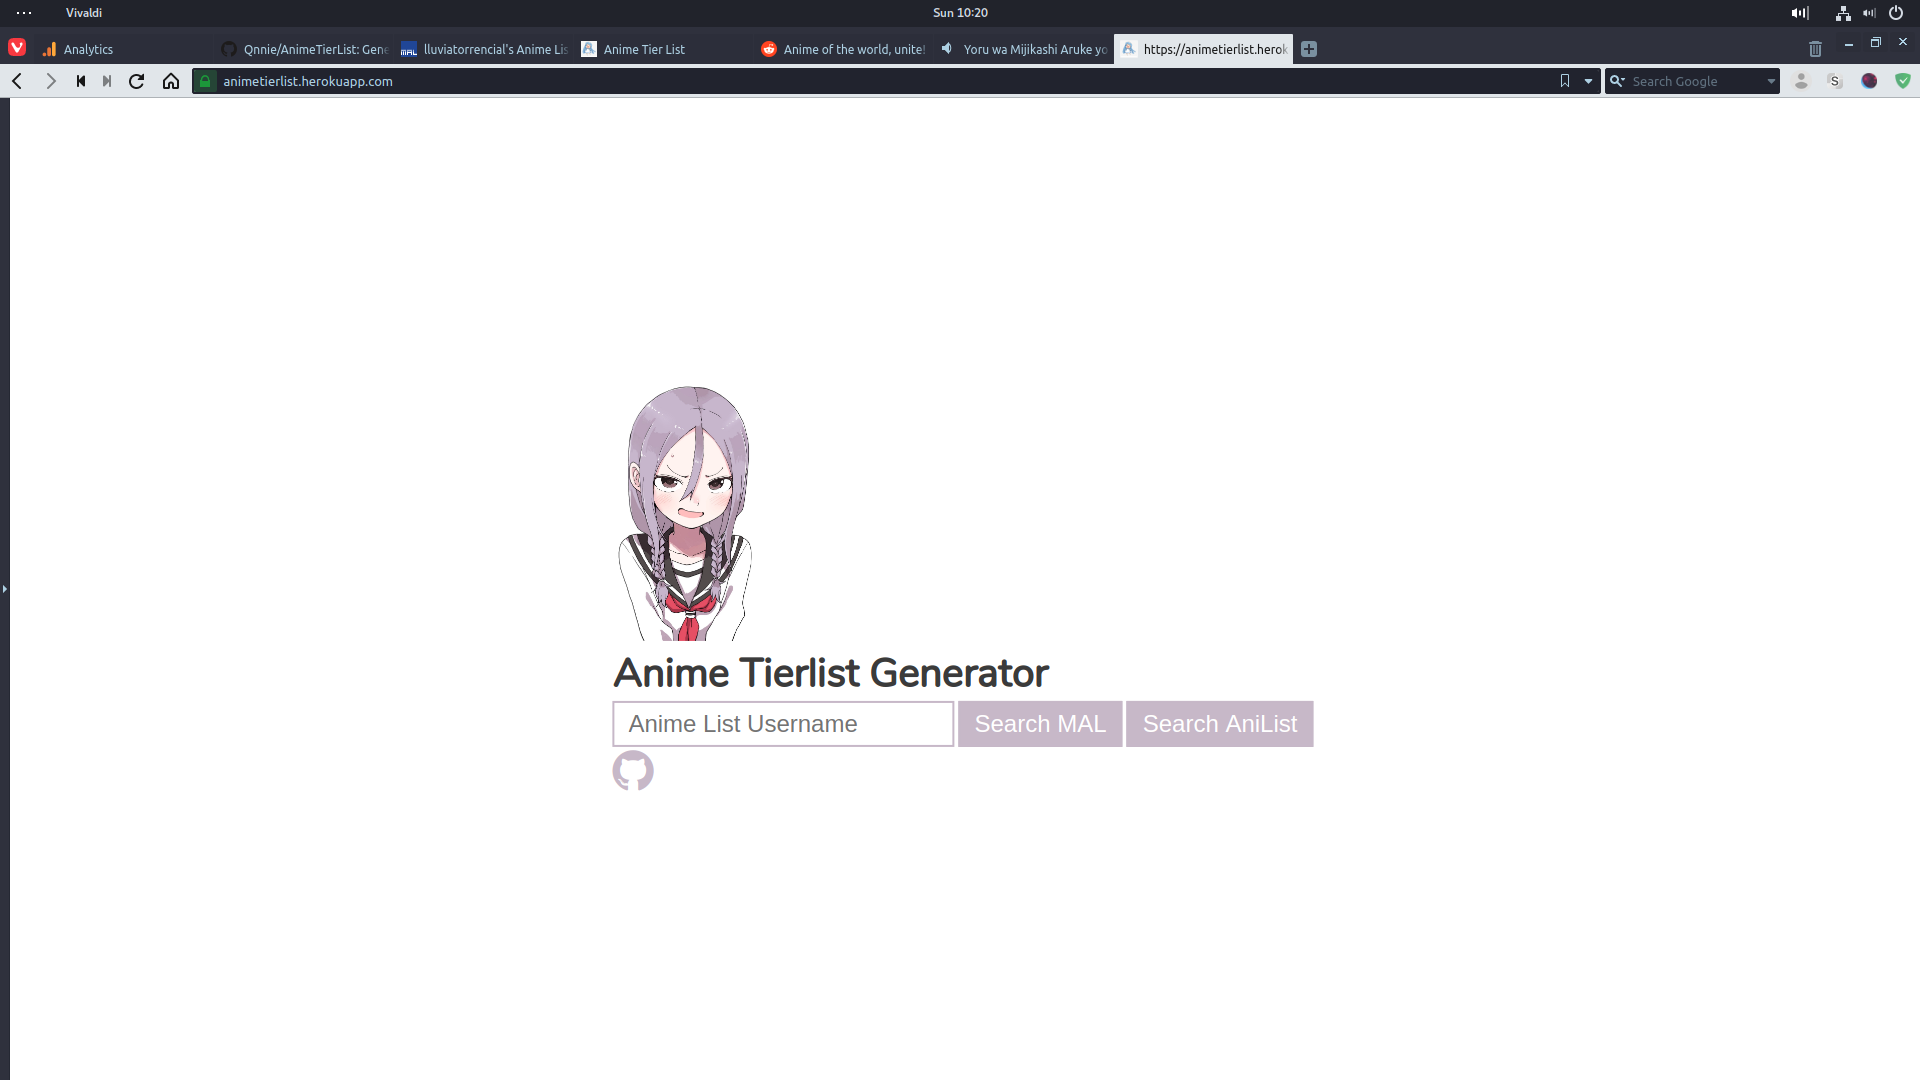 Vivaldi
Sun 10:20
Analytics
Qnnie/AnimeTierList: Gene
lluviatorrencial's Anime Lis
Anime Tier List
Anime of the world, unite!
Yoru wa Mijikashi Aruke yo
https://animetierlist.herok
animetierlist.herokuapp.com
Search Google
S
MAL
Anime Tierlist Generator
Anime List Username
Search MAL
Search AniList